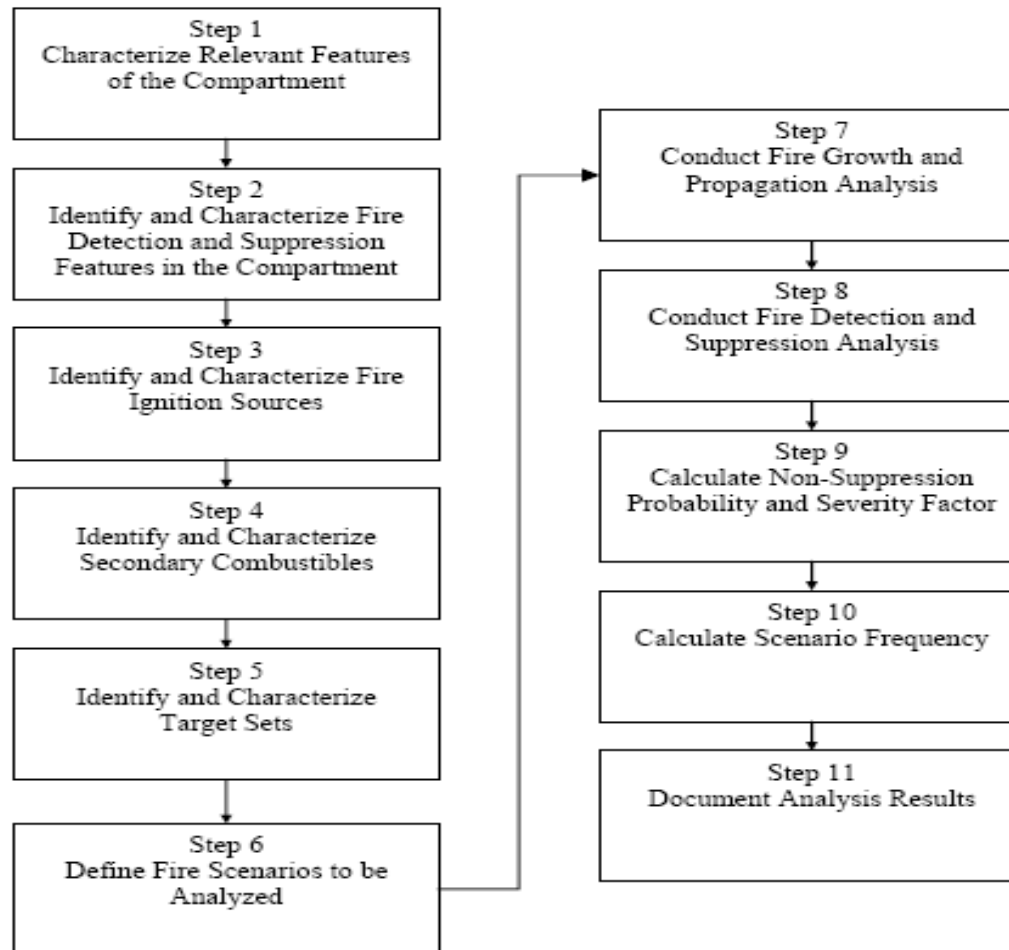 Step 1
Characterize Relevant Features
of the Compartment
Step 2
Identify and Characterize Fire
Detection and Suppression
Features in the Compartment
Step 3
Identify and Characterize Fire
Ignition Sources
Step 4
Identify and Characterize
Secondary Combustibles
Step 5
Identify and Characterize
Target Sets
Step 6
Define Fire Scenarios to be
Analyzed
Step 7
Conduct Fire Growth and
Propagation Analysis
Step 8
Conduct Fire Detection and
Suppression Analysis
Step 9
Calculate Non-Suppression
Probability and Severity Factor
Step 10
Calculate Scenario Frequency
Step 11
Document Analysis Results